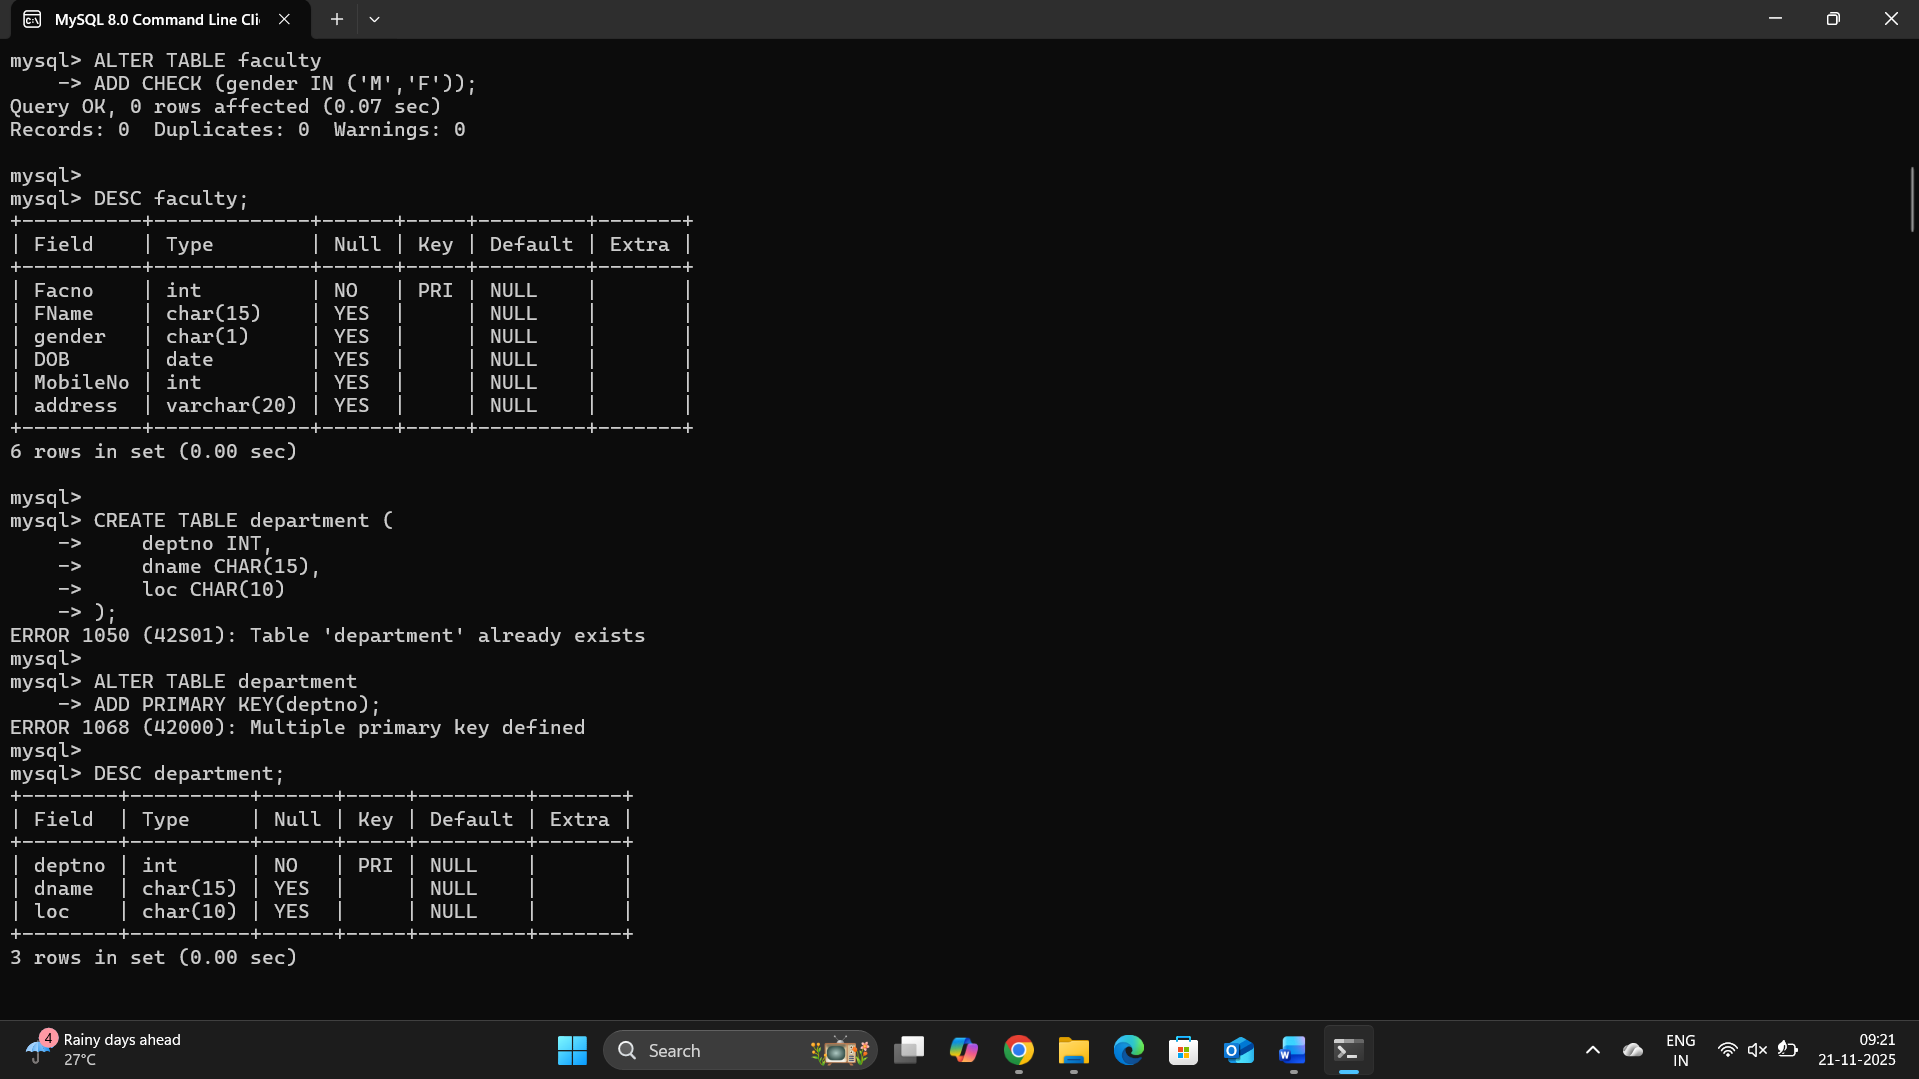 MySQL 8.0 Command Line Cli
mysql> ALTER TABLE faculty
    -> ADD CHECK (gender IN ('M','F'));
Query OK, 0 rows affected (0.07 sec)
Records: 0  Duplicates: 0  Warnings: 0
mysql>
mysql> DESC faculty;
+----------+-------------+------+-----+---------+-------+
| Field    | Type        | Null | Key | Default | Extra |
+----------+-------------+------+-----+---------+-------+
| Facno    | int         | NO   | PRI | NULL    |       |
| FName    | char(15)    | YES  |     | NULL    |       |
| gender   | char(1)     | YES  |     | NULL    |       |
| DOB      | date        | YES  |     | NULL    |       |
| MobileNo | int         | YES  |     | NULL    |       |
| address  | varchar(20) | YES  |     | NULL    |       |
+----------+-------------+------+-----+---------+-------+
6 rows in set (0.00 sec)
mysql>
mysql> CREATE TABLE department (
    ->     deptno INT,
    ->     dname CHAR(15),
    ->     loc CHAR(10)
    -> );
ERROR 1050 (42S01): Table 'department' already exists
mysql>
mysql> ALTER TABLE department
    -> ADD PRIMARY KEY(deptno);
ERROR 1068 (42000): Multiple primary key defined
mysql>
mysql> DESC department;
+--------+----------+------+-----+---------+-------+
| Field  | Type     | Null | Key | Default | Extra |
+--------+----------+------+-----+---------+-------+
| deptno | int      | NO   | PRI | NULL    |       |
| dname  | char(15) | YES  |     | NULL    |       |
| loc    | char(10) | YES  |     | NULL    |       |
+--------+----------+------+-----+---------+-------+
3 rows in set (0.00 sec)
4
Rainy days ahead
27°C
Search
ENG
IN
09:21
21-11-2025